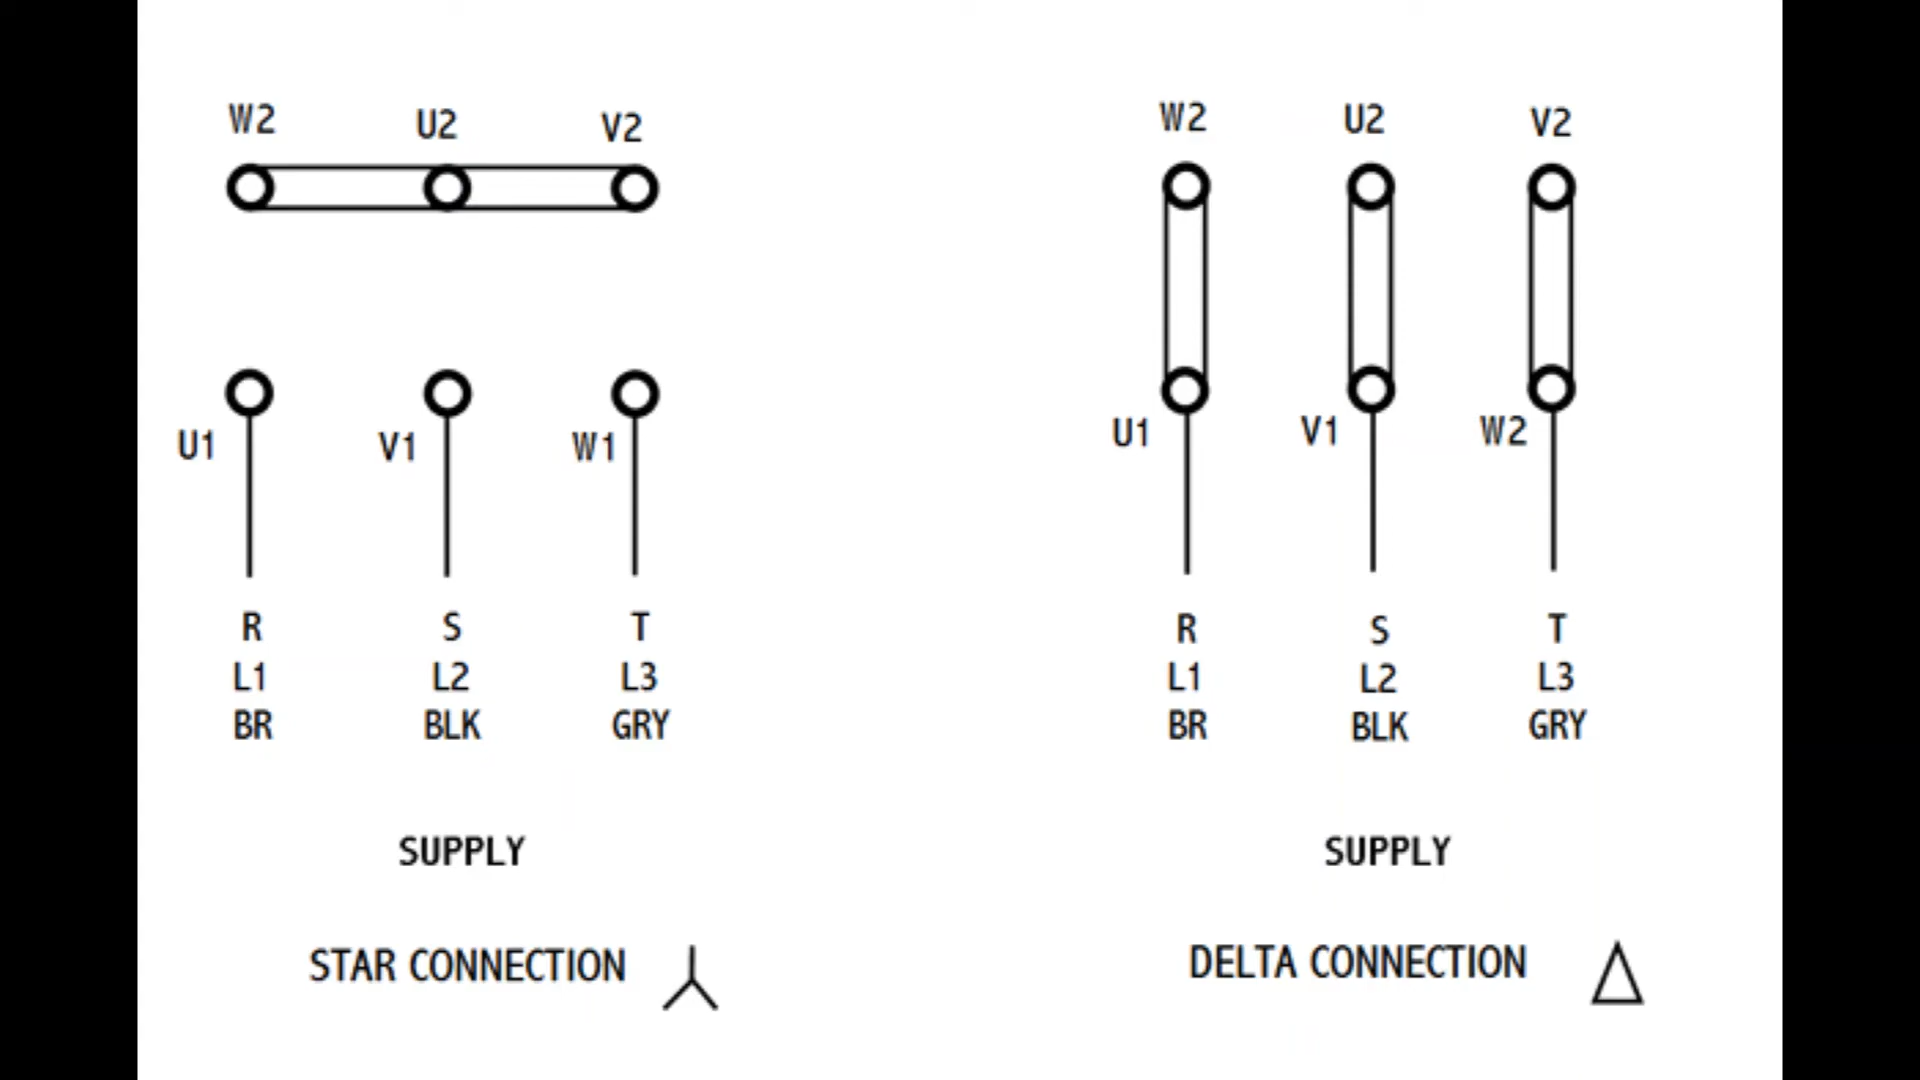 W2 U2 V2
U1 V1 W1
R S T
L1 L2 L3
BR BLK GRY
SUPPLY
STAR CONNECTION
W2 U2 V2
U1 V1 W2
R S T
L1 L2 L3
BR BLK GRY
SUPPLY
DELTA CONNECTION